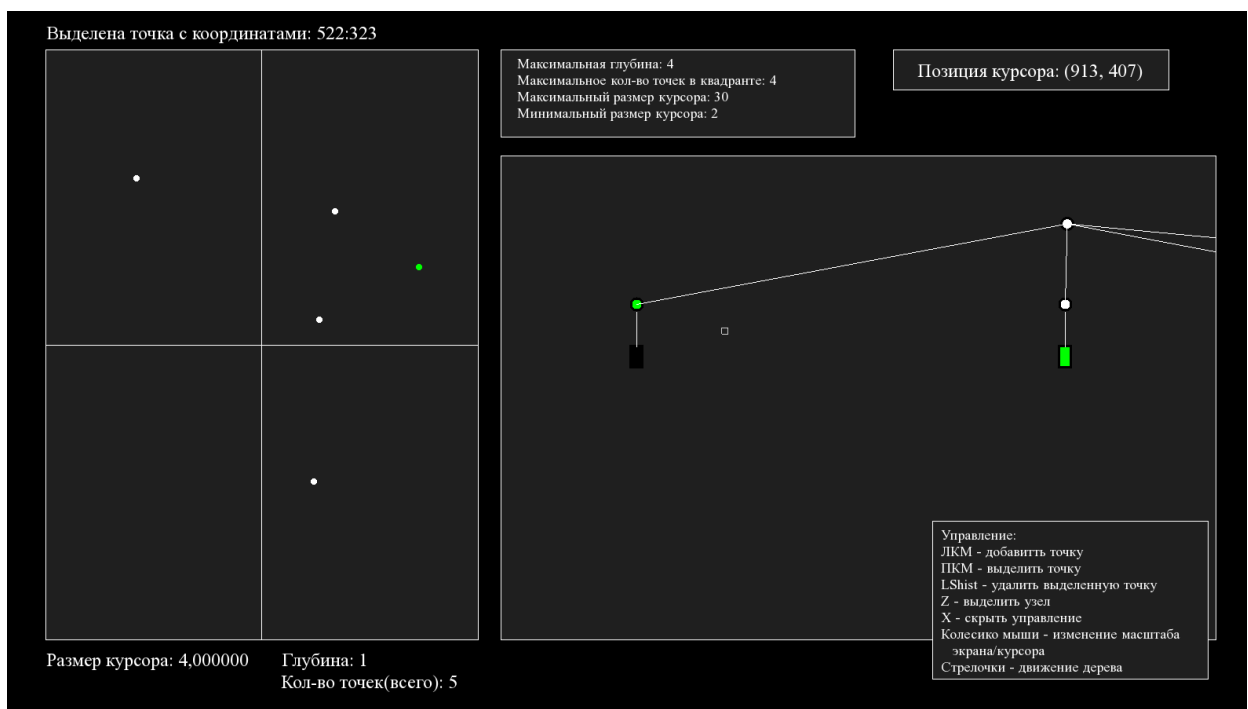 Выделена точка с координатами: 522:323
Максимальная глубина: 4
Максимальное кол-во точек в квадранте: 4
Максимальный размер курсора: 30
Минимальный размер курсора: 2
Позиция курсора: (913, 407)
Управление:
ЛКМ - добавитть точку
ПКМ - выделить точку
LShist - удалить выделенную точку
Z - выделить узел
X - скрыть управление
Колесико мыши - изменение масштаба
экрана/курсора
Стрелочки - движение дерева
Размер курсора: 4,000000
Глубина: 1
Кол-во точек(всего): 5